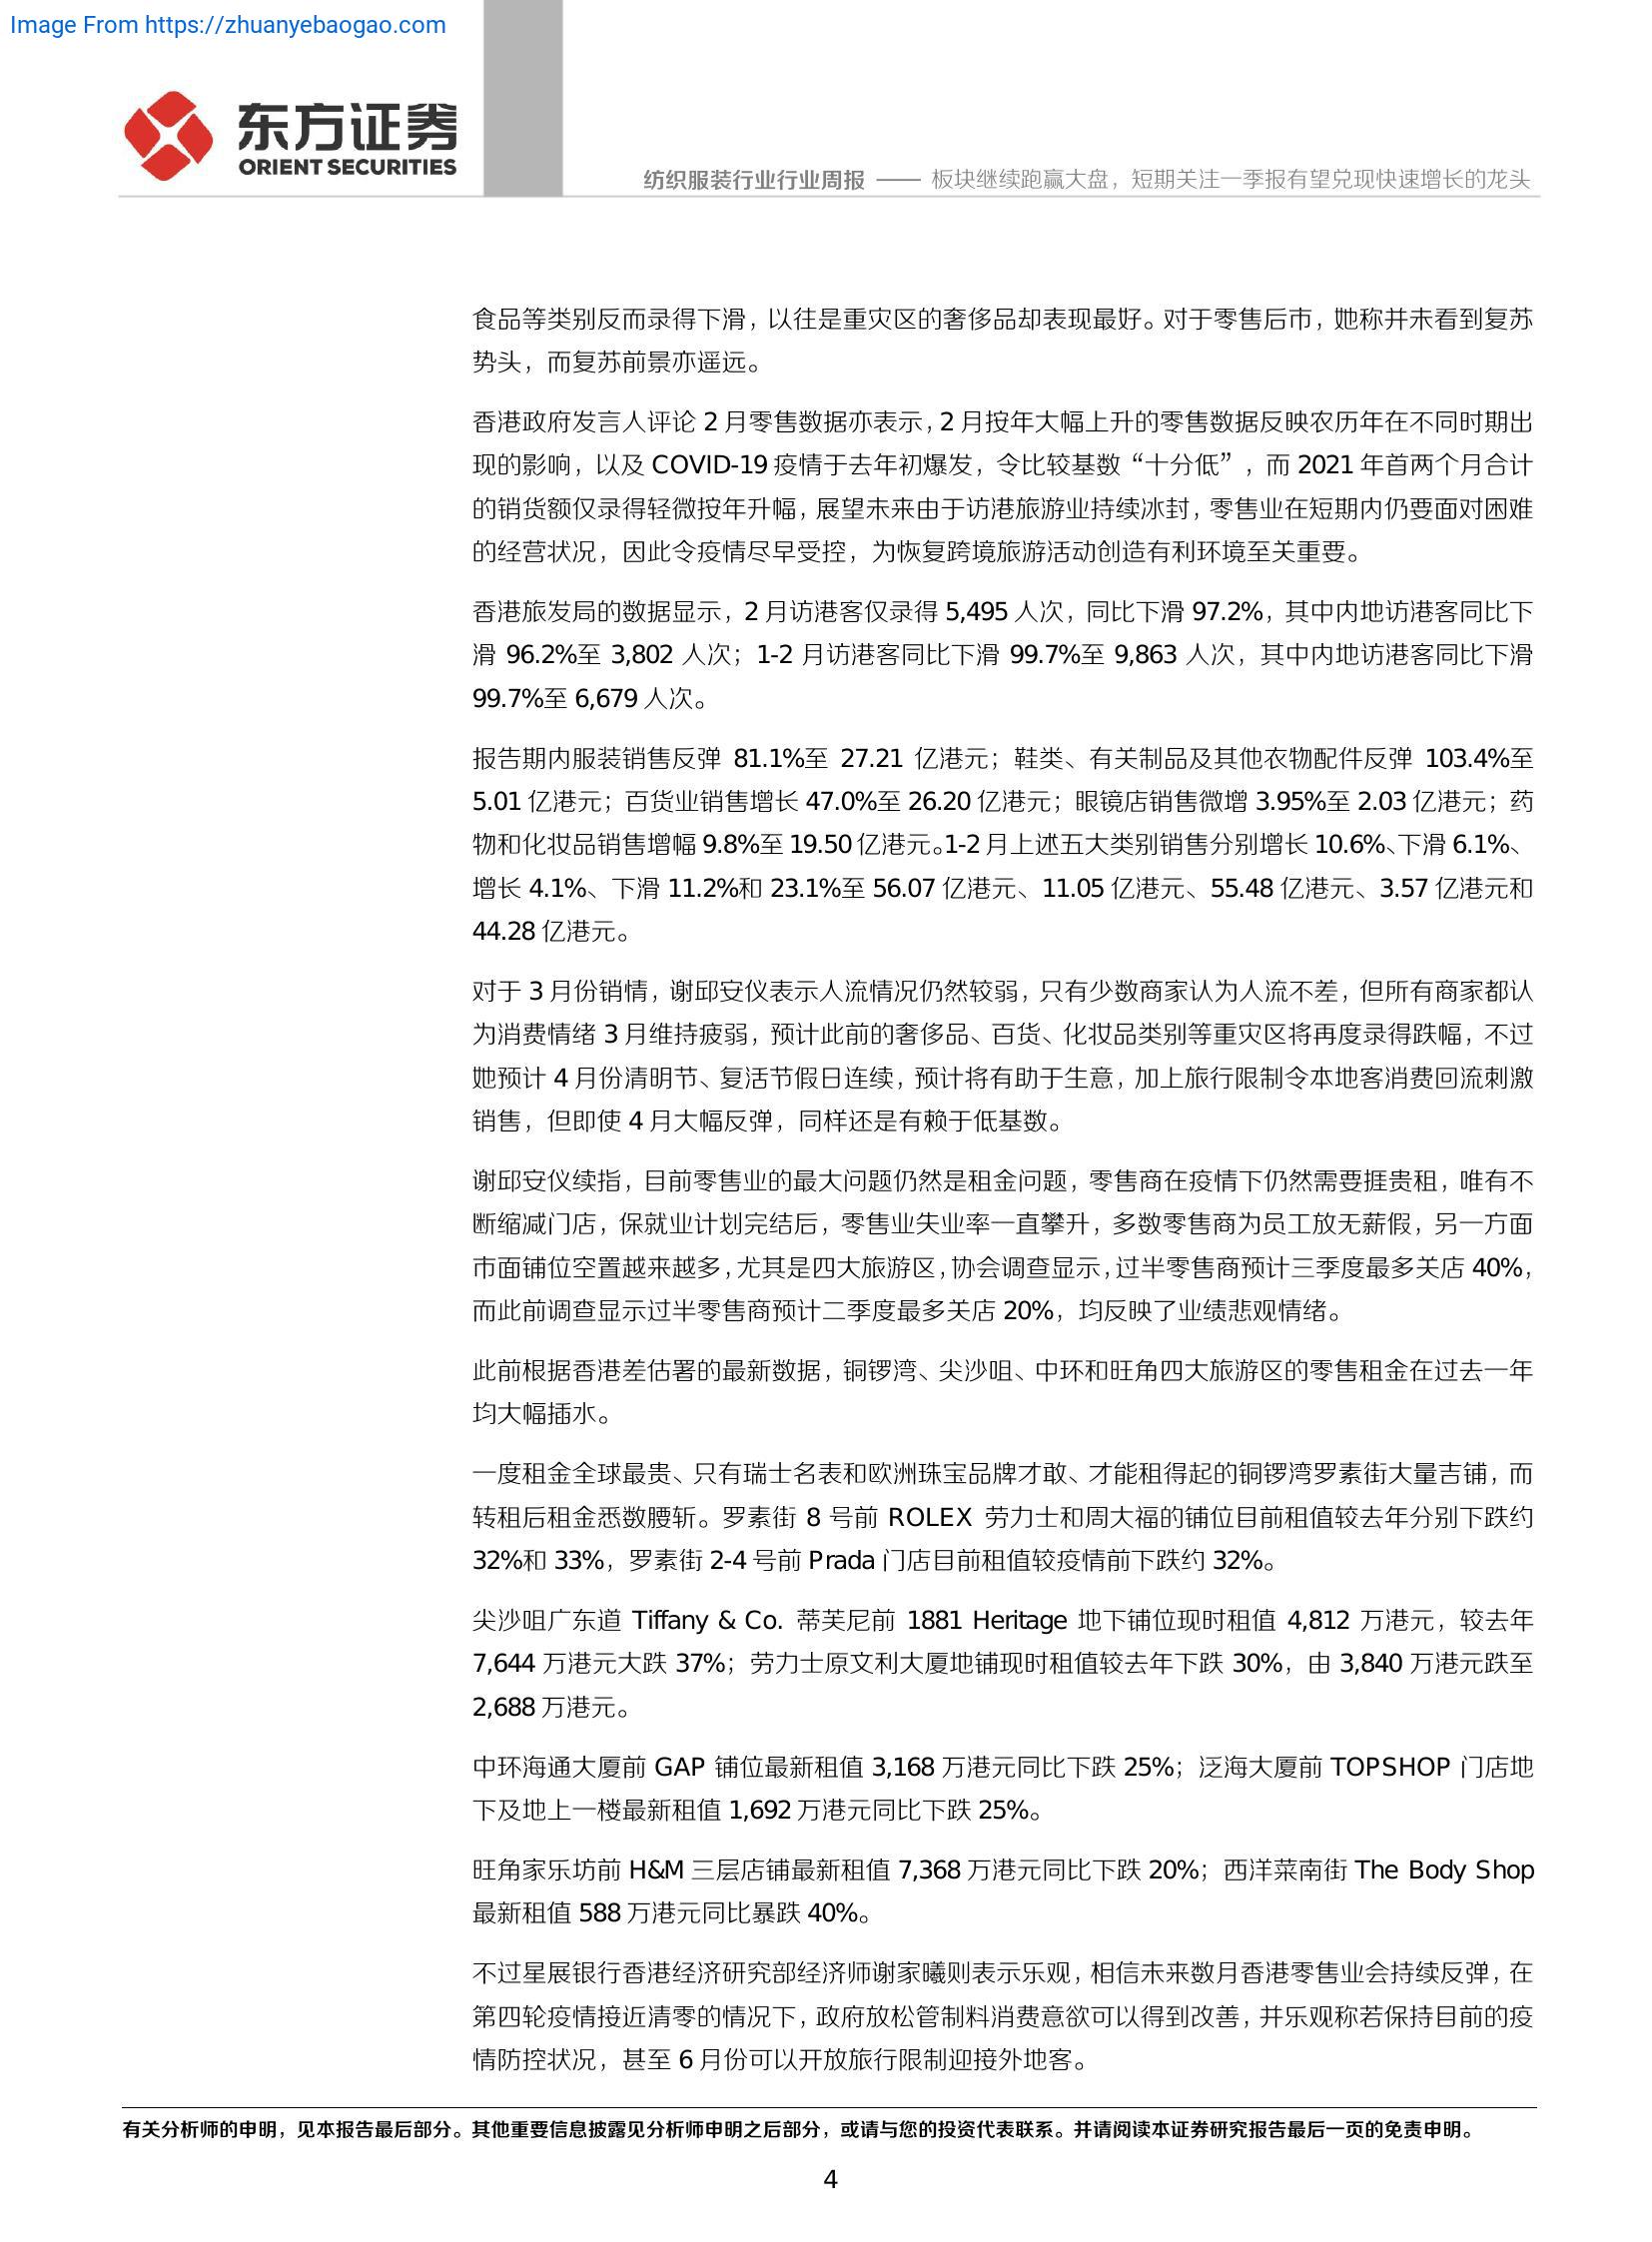 Image From https://zhuanyebaogao.com
东方证券
ORIENT SECURITIES
纺织服装行业行业周报 —— 板块继续跑赢大盘，短期关注一季报有望兑现快速增长的龙头
食品等类别反而录得下滑，以往是重灾区的奢侈品却表现最好。对于零售后市，她称并未看到复苏
势头，而复苏前景亦遥远。
香港政府发言人评论 2 月零售数据亦表示，2 月按年大幅上升的零售数据反映农历年在不同时期出
现的影响，以及 COVID-19 疫情于去年初爆发，令比较基数“十分低”，而 2021 年首两个月合计
的销货额仅录得轻微按年升幅，展望未来由于访港旅游业持续冰封，零售业在短期内仍要面对困难
的经营状况，因此令疫情尽早受控，为恢复跨境旅游活动创造有利环境至关重要。
香港旅发局的数据显示，2 月访港客仅录得 5,495 人次，同比下滑 97.2%，其中内地访港客同比下
滑 96.2%至 3,802 人次；1-2 月访港客同比下滑 99.7%至 9,863 人次，其中内地访港客同比下滑
99.7%至 6,679 人次。
报告期内服装销售反弹 81.1%至 27.21 亿港元；鞋类、有关制品及其他衣物配件反弹 103.4%至
5.01 亿港元；百货业销售增长 47.0%至 26.20 亿港元；眼镜店销售微增 3.95%至 2.03 亿港元；药
物和化妆品销售增幅 9.8%至 19.50 亿港元。1-2 月上述五大类别销售分别增长 10.6%、下滑 6.1%、
增长 4.1%、下滑 11.2%和 23.1%至 56.07 亿港元、11.05 亿港元、55.48 亿港元、3.57 亿港元和
44.28 亿港元。
对于 3 月份销情，谢邱安仪表示人流情况仍然较弱，只有少数商家认为人流不差，但所有商家都认
为消费情绪 3 月维持疲弱，预计此前的奢侈品、百货、化妆品类别等重灾区将再度录得跌幅，不过
她预计 4 月份清明节、复活节假日连续，预计将有助于生意，加上旅行限制令本地客消费回流刺激
销售，但即使 4 月大幅反弹，同样还是有赖于低基数。
谢邱安仪续指，目前零售业的最大问题仍然是租金问题，零售商在疫情下仍然需要捱贵租，唯有不
断缩减门店，保就业计划完结后，零售业失业率一直攀升，多数零售商为员工放无薪假，另一方面
市面铺位空置越来越多，尤其是四大旅游区，协会调查显示，过半零售商预计三季度最多关店 40%，
而此前调查显示过半零售商预计二季度最多关店 20%，均反映了业绩悲观情绪。
此前根据香港差估署的最新数据，铜锣湾、尖沙咀、中环和旺角四大旅游区的零售租金在过去一年
均大幅插水。
一度租金全球最贵、只有瑞士名表和欧洲珠宝品牌才敢、才能租得起的铜锣湾罗素街大量吉铺，而
转租后租金悉数腰斩。罗素街 8 号前 ROLEX 劳力士和周大福的铺位目前租值较去年分别下跌约
32%和 33%，罗素街 2-4 号前 Prada 门店目前租值较疫情前下跌约 32%。
尖沙咀广东道 Tiffany & Co. 蒂芙尼前 1881 Heritage 地下铺位现时租值 4,812 万港元，较去年
7,644 万港元大跌 37%；劳力士原文利大厦地铺现时租值较去年下跌 30%，由 3,840 万港元跌至
2,688 万港元。
中环海通大厦前 GAP 铺位最新租值 3,168 万港元同比下跌 25%；泛海大厦前 TOPSHOP 门店地
下及地上一楼最新租值 1,692 万港元同比下跌 25%。
旺角家乐坊前 H&M 三层店铺最新租值 7,368 万港元同比下跌 20%；西洋菜南街 The Body Shop
最新租值 588 万港元同比暴跌 40%。
不过星展银行香港经济研究部经济师谢家曦则表示乐观，相信未来数月香港零售业会持续反弹，在
第四轮疫情接近清零的情况下，政府放松管制料消费意欲可以得到改善，并乐观称若保持目前的疫
情防控状况，甚至 6 月份可以开放旅行限制迎接外地客。
有关分析师的申明，见本报告最后部分。其他重要信息披露见分析师申明之后部分，或请与您的投资代表联系。并请阅读本证券研究报告最后一页的免责申明。
4